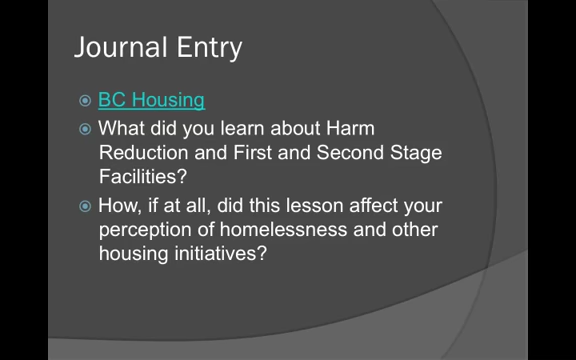 Journal Entry
BC Housing
What did you learn about Harm
Reduction and First and Second Stage
Facilities?
How, if at all, did this lesson affect your
perception of homelessness and other
housing initiatives?